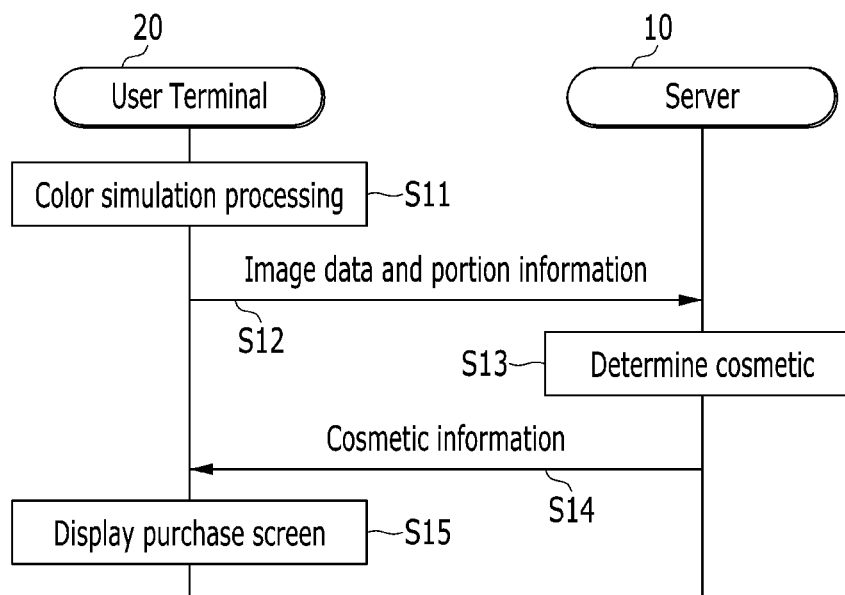 20
10
User Terminal
Server
Color simulation processing
S11
Image data and portion information
S12
S13
Determine cosmetic
Cosmetic information
S14
Display purchase screen
S15